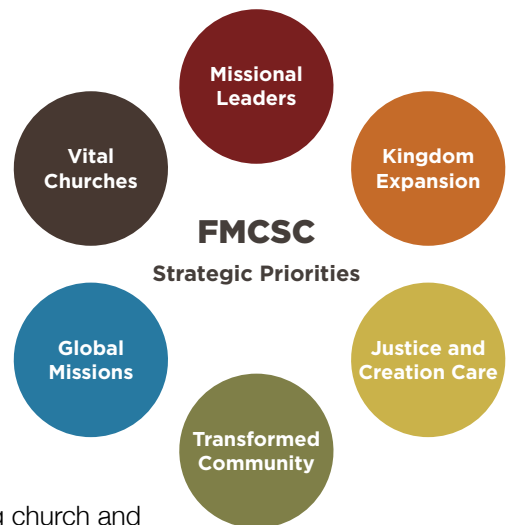 Missional
Leaders
Vital
Churches
Kingdom
Expansion
FMCSC
Strategic Priorities
Global
Missions
Justice and
Creation Care
Transformed
Community
church and